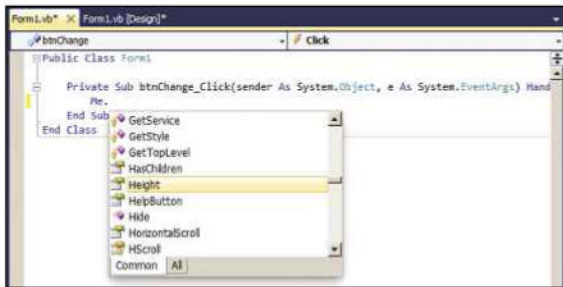 Form1.vb* × Form1.vb [Design]*
btnChange Click
Public Class Form1
Private Sub btnChange_Click(sender As System.Object, e As System.EventArgs) Hand
Me.
End Sub
End Class
GetService
GetStyle
GetTopLevel
HasChildren
Height
HelpButton
Hide
HorizontalScroll
HScroll
Common All